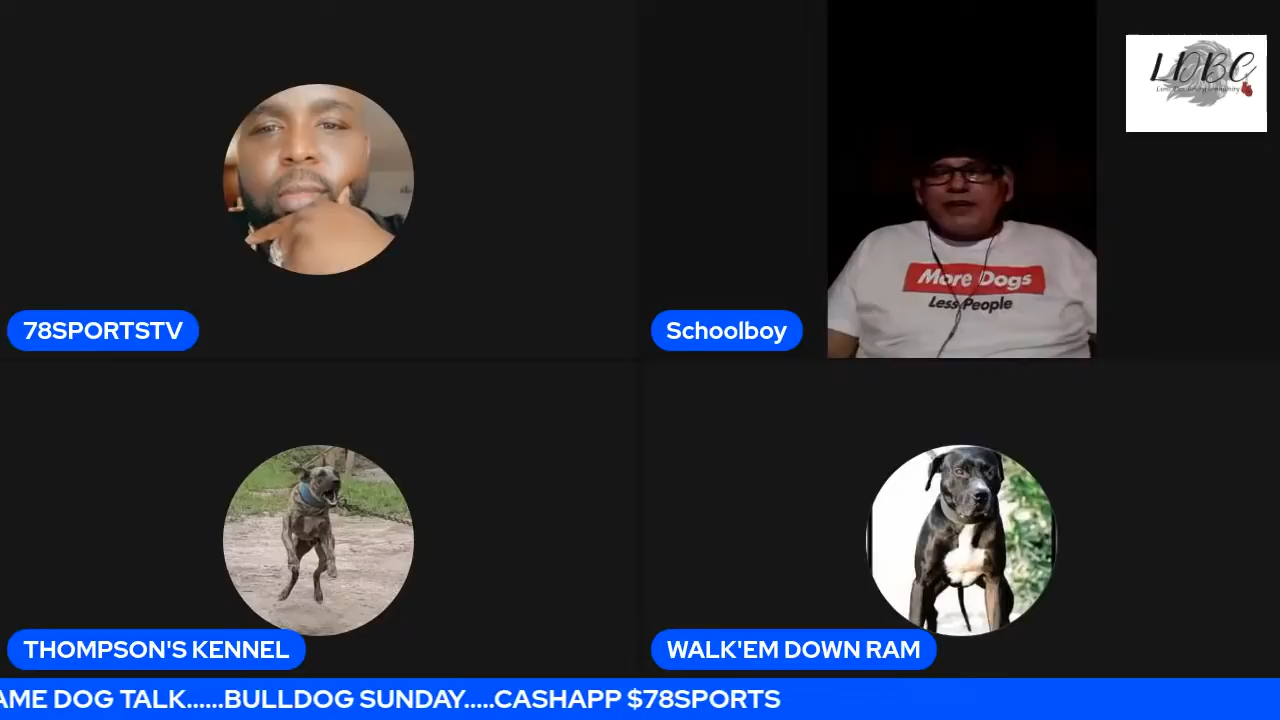 LDBC
More Dogs
Less People
78SPORTSTV
Schoolboy
THOMPSON'S KENNEL
WALK'EM DOWN RAM
AME DOG TALK......BULLDOG SUNDAY.....CASHAPP $78SPORTS